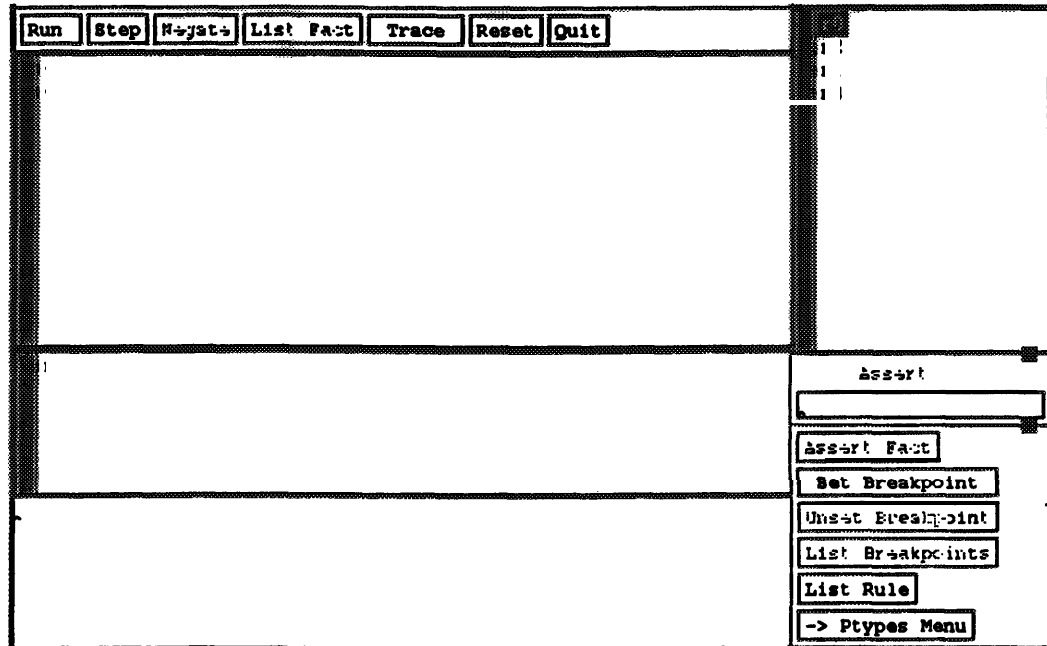 Run Step Negate List Fact Trace Reset Quit
Assert
Assert Fact
Set Breakpoint
Unset Breakpoint
List Breakpoints
List Rule
-> Ptypes Menu